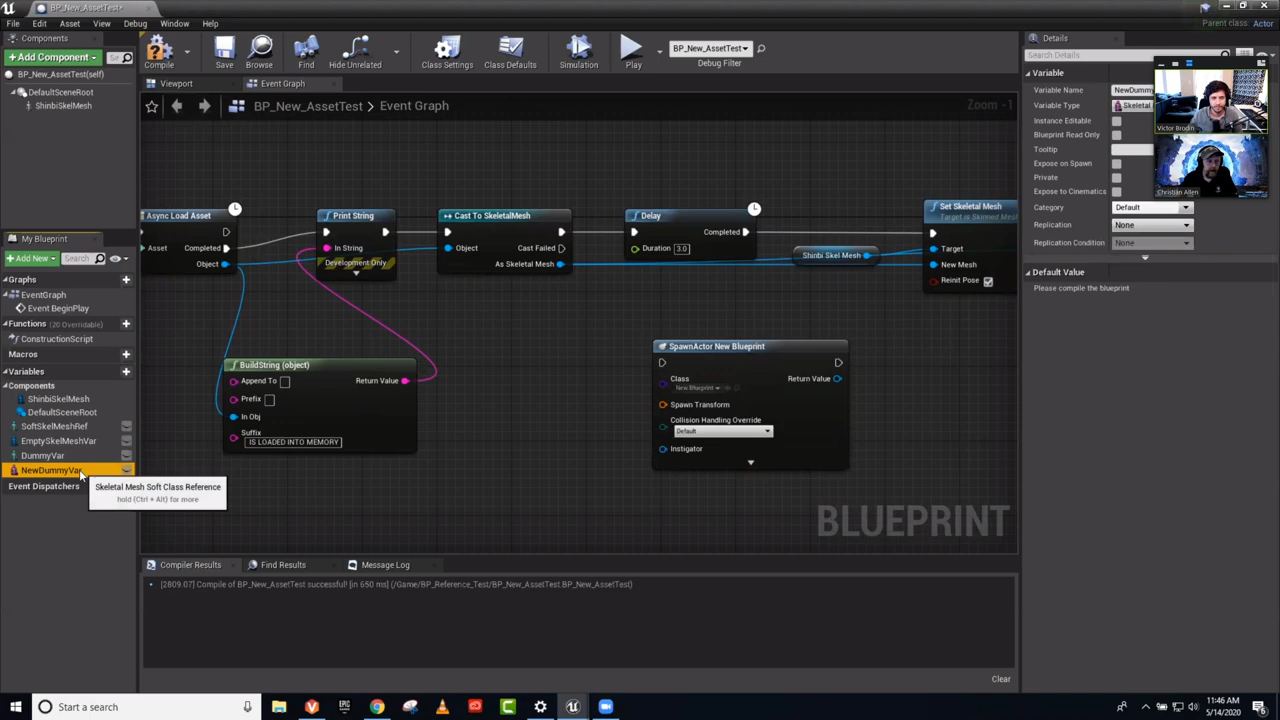 BP_New_AssetTest*
File Edit Asset View Debug Window Help
Parent class: Actor
Components
+ Add Component
BP_New_AssetTest(self)
DefaultSceneRoot
ShinbiSkelMesh
Compile
Save
Browse
Find
Hide Unrelated
Class Settings
Class Defaults
Simulation
Play
BP_New_AssetTest
Debug Filter
Viewport
Event Graph
BP_New_AssetTest > Event Graph
Zoom -1
Async Load Asset
Asset
Completed
Object
Print String
In String
Development Only
Cast To SkeletalMesh
Object
Cast Failed
As Skeletal Mesh
Delay
Completed
Duration 3.0
Shinbi Skel Mesh
Set Skeletal Mesh
Target is Skinned Mesh
Target
New Mesh
Reinit Pose
BuildString (object)
Append To
Return Value
Prefix
In Obj
Suffix
IS LOADED INTO MEMORY
SpawnActor New Blueprint
Class
New Blueprint
Return Value
Spawn Transform
Collision Handling Override
Default
Instigator
BLUEPRINT
My Blueprint
+ Add New
Search
Graphs
EventGraph
Event BeginPlay
Functions (20 Overridable)
ConstructionScript
Macros
Variables
Components
ShinbiSkelMesh
DefaultSceneRoot
SoftSkelMeshRef
EmptySkelMeshVar
DummyVar
NewDummyVar
Event Dispatchers
Skeletal Mesh Soft Class Reference
hold (Ctrl + Alt) for more
Compiler Results
Find Results
Message Log
[2809.07] Compile of BP_New_AssetTest successful! [in 650 ms] (/Game/BP_Reference_Test/BP_New_AssetTest.BP_New_AssetTest)
Clear
Details
Search Details
Variable
Variable Name NewDummy
Variable Type Skeletal
Instance Editable
Blueprint Read Only
Tooltip
Expose on Spawn
Private
Expose to Cinematics
Category Default
Replication None
Replication Condition None
Default Value
Please compile the blueprint
Victor Brodin
Christian Allen
Start a search
11:46 AM
5/14/2020